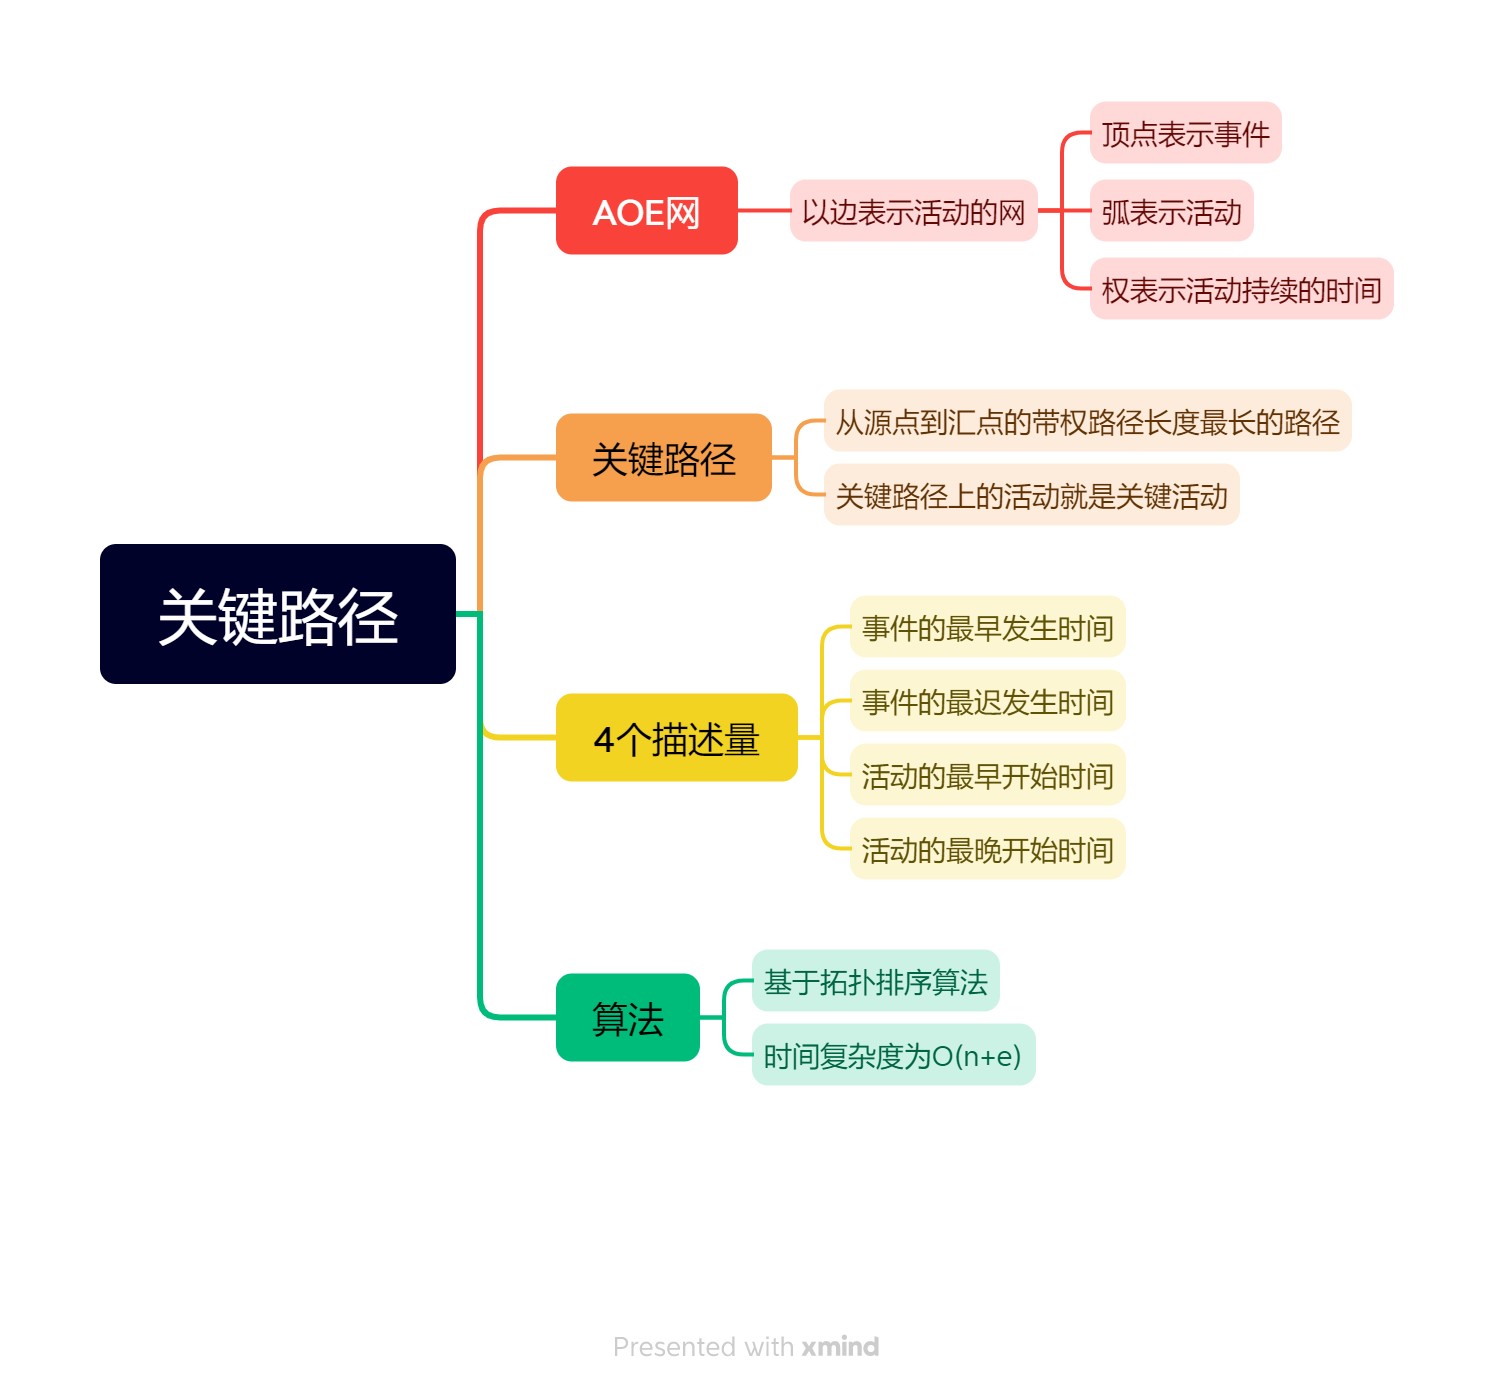 关键路径
AOE网
以边表示活动的网
顶点表示事件
弧表示活动
权表示活动持续的时间
关键路径
从源点到汇点的带权路径长度最长的路径
关键路径上的活动就是关键活动
4个描述量
事件的最早发生时间
事件的最迟发生时间
活动的最早开始时间
活动的最晚开始时间
算法
基于拓扑排序算法
时间复杂度为O(n+e)
Presented with xmind